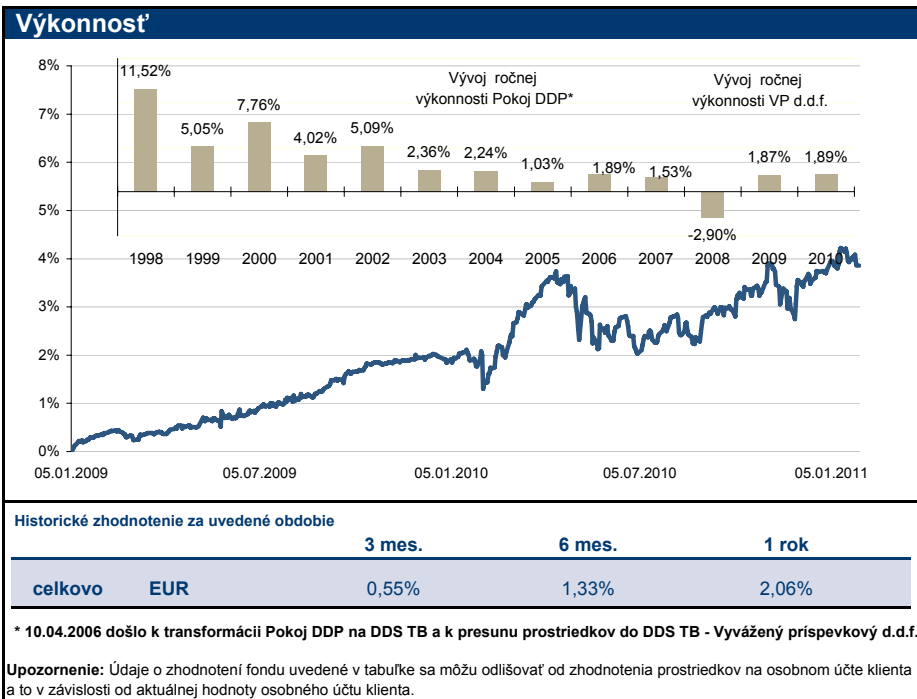 Výkonnosť
8%
7%
6%
5%
4%
3%
2%
1%
0%
11,52%
5,05%
7,76%
4,02%
5,09%
2,36%
2,24%
1,03%
1,89%
1,53%
-2,90%
1,87%
1,89%
Vývoj ročnej
výkonnosti Pokoj DDP*
Vývoj ročnej
výkonnosti VP d.d.f.
1998 1999 2000 2001 2002 2003 2004 2005 2006 2007 2008 2009 2010
05.01.2009 05.07.2009 05.01.2010 05.07.2010 05.01.2011
Historické zhodnotenie za uvedené obdobie
3 mes. 6 mes. 1 rok
celkovo EUR 0,55% 1,33% 2,06%
* 10.04.2006 došlo k transformácii Pokoj DDP na DDS TB a k presunu prostriedkov do DDS TB - Vyvážený príspevkový d.d.f.
Upozornenie: Údaje o zhodnotení fondu uvedené v tabuľke sa môžu odlišovať od zhodnotenia prostriedkov na osobnom účte klienta
a to v závislosti od aktuálnej hodnoty osobného účtu klienta.